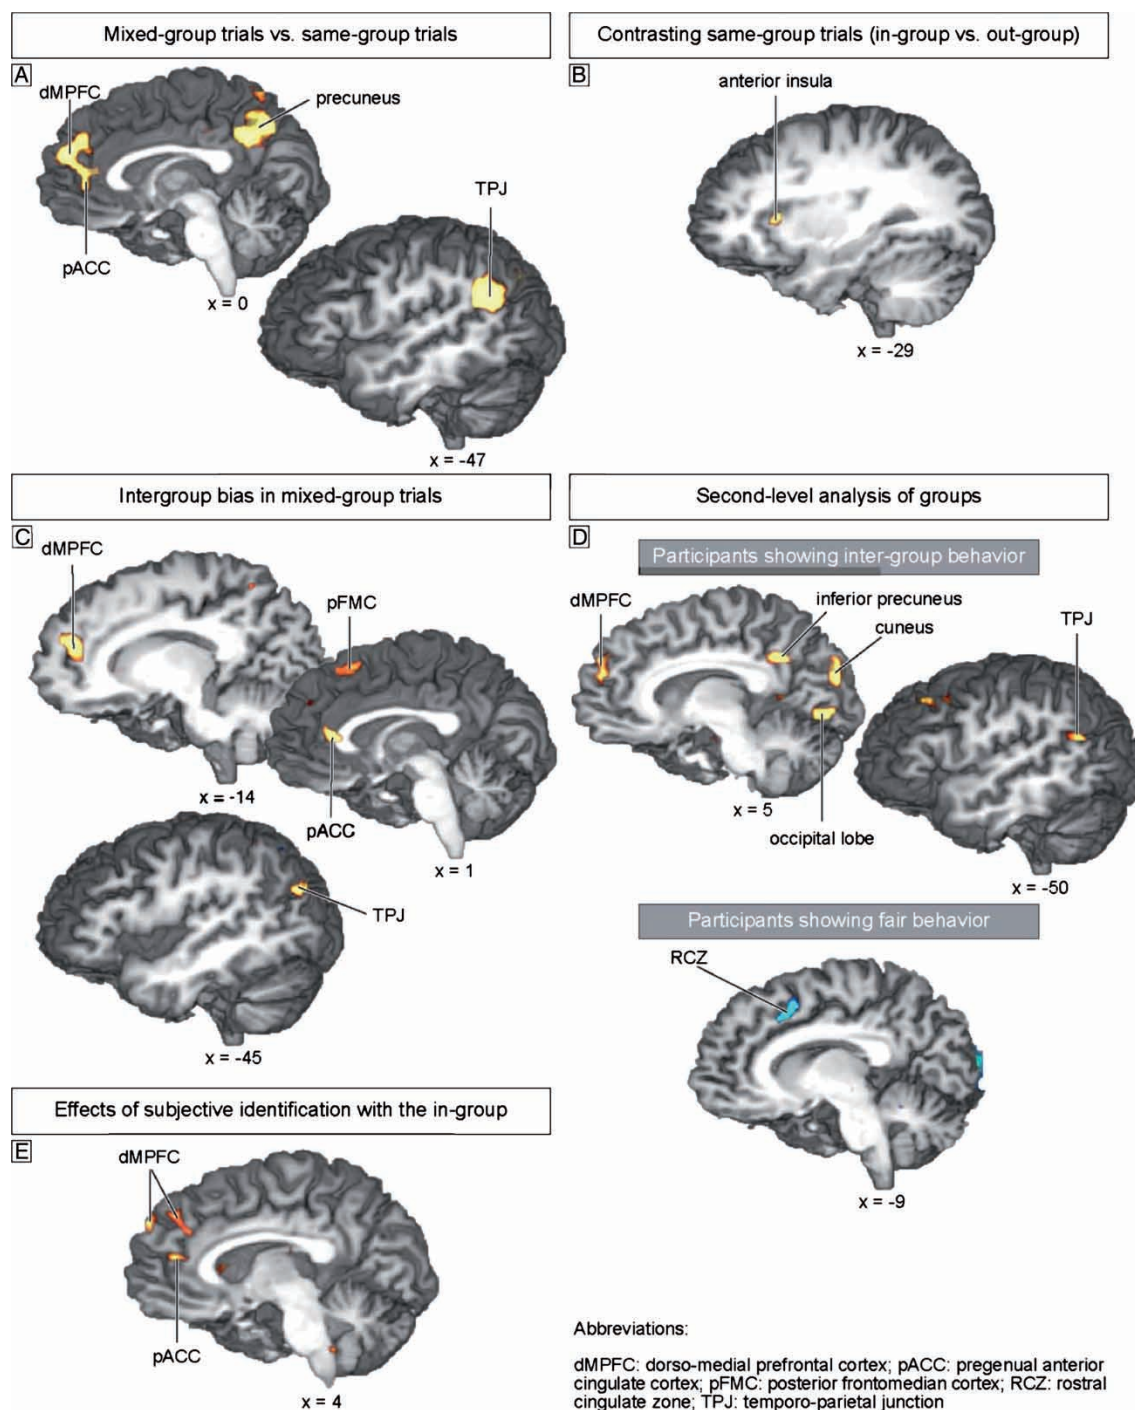 Mixed-group trials vs. same-group trials
A
dMPFC
precuneus
pACC
x = 0
TPJ
x = -47
Contrasting same-group trials (in-group vs. out-group)
B
anterior insula
x = -29
Intergroup bias in mixed-group trials
C
dMPFC
x = -14
pFMC
pACC
x = 1
TPJ
x = -45
Second-level analysis of groups
D
Participants showing inter-group behavior
dMPFC
inferior precuneus
cuneus
x = 5
occipital lobe
TPJ
x = -50
Participants showing fair behavior
RCZ
x = -9
Effects of subjective identification with the in-group
E
dMPFC
pACC
x = 4
Abbreviations:
dMPFC: dorso-medial prefrontal cortex; pACC: pregenual anterior
cingulate cortex; pFMC: posterior frontomedian cortex; RCZ: rostral
cingulate zone; TPJ: temporo-parietal junction